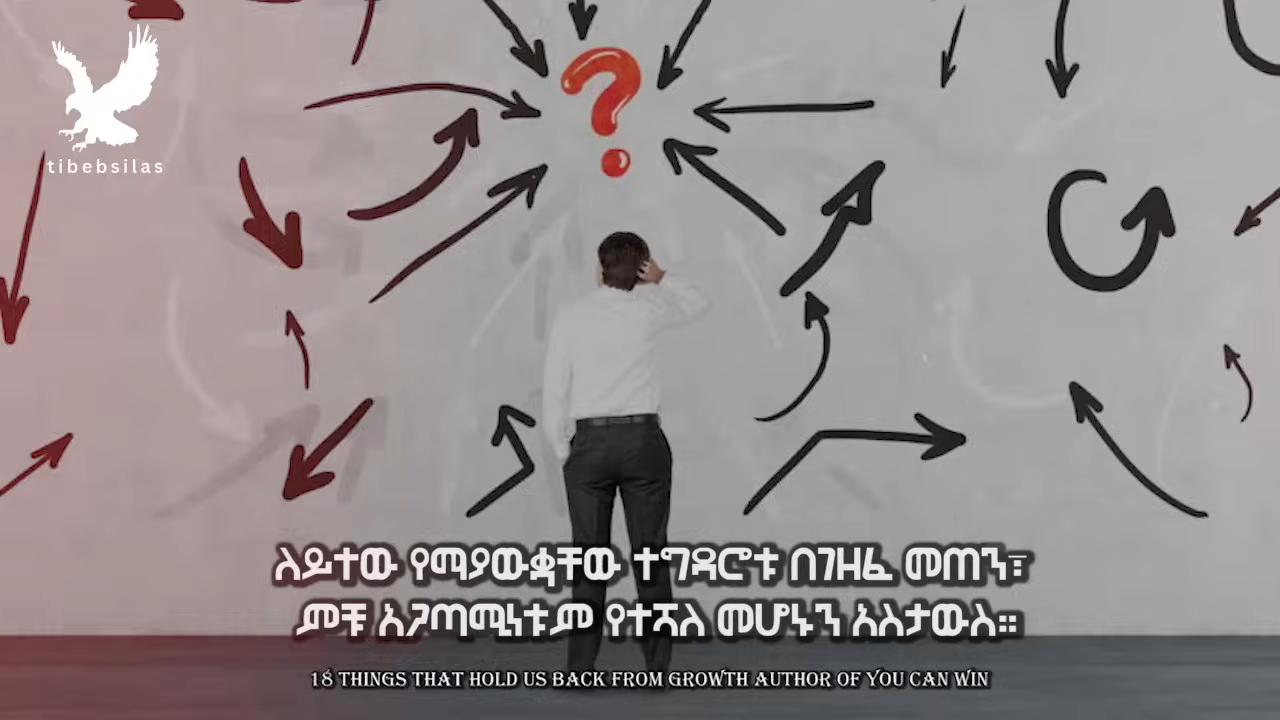 tibebsilas
ለይተው የማያውቋቸው ተግዳሮቱ በገዘፈ መጠን፣
ምቹ አጋጣሚነቱም የተሻለ መሆኑን አስታውስ።
18 THINGS THAT HOLD US BACK FROM GROWTH AUTHOR OF YOU CAN WIN